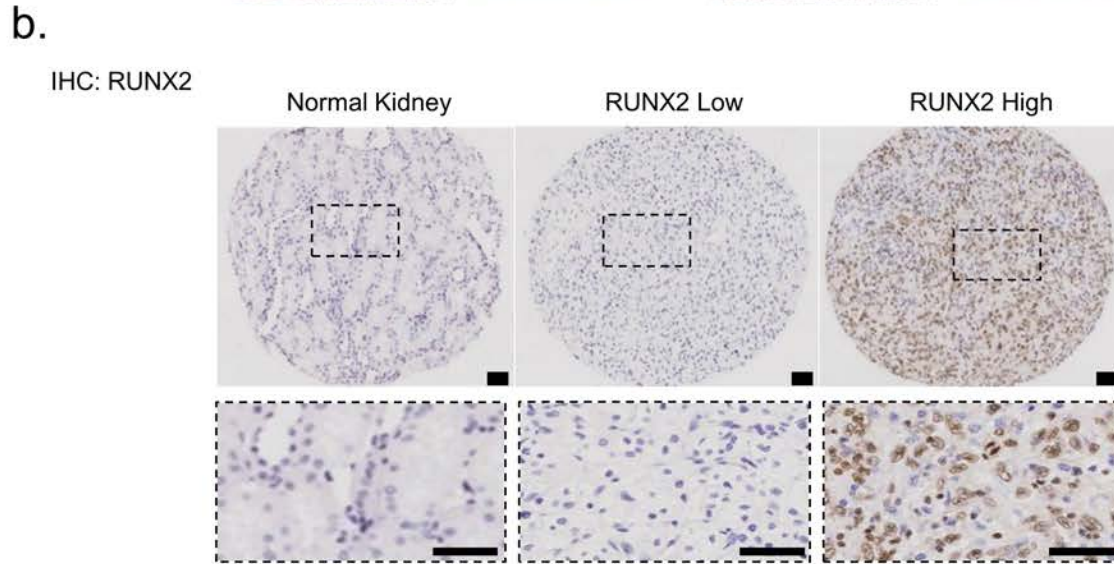 b.
IHC: RUNX2
Normal Kidney
RUNX2 Low
RUNX2 High